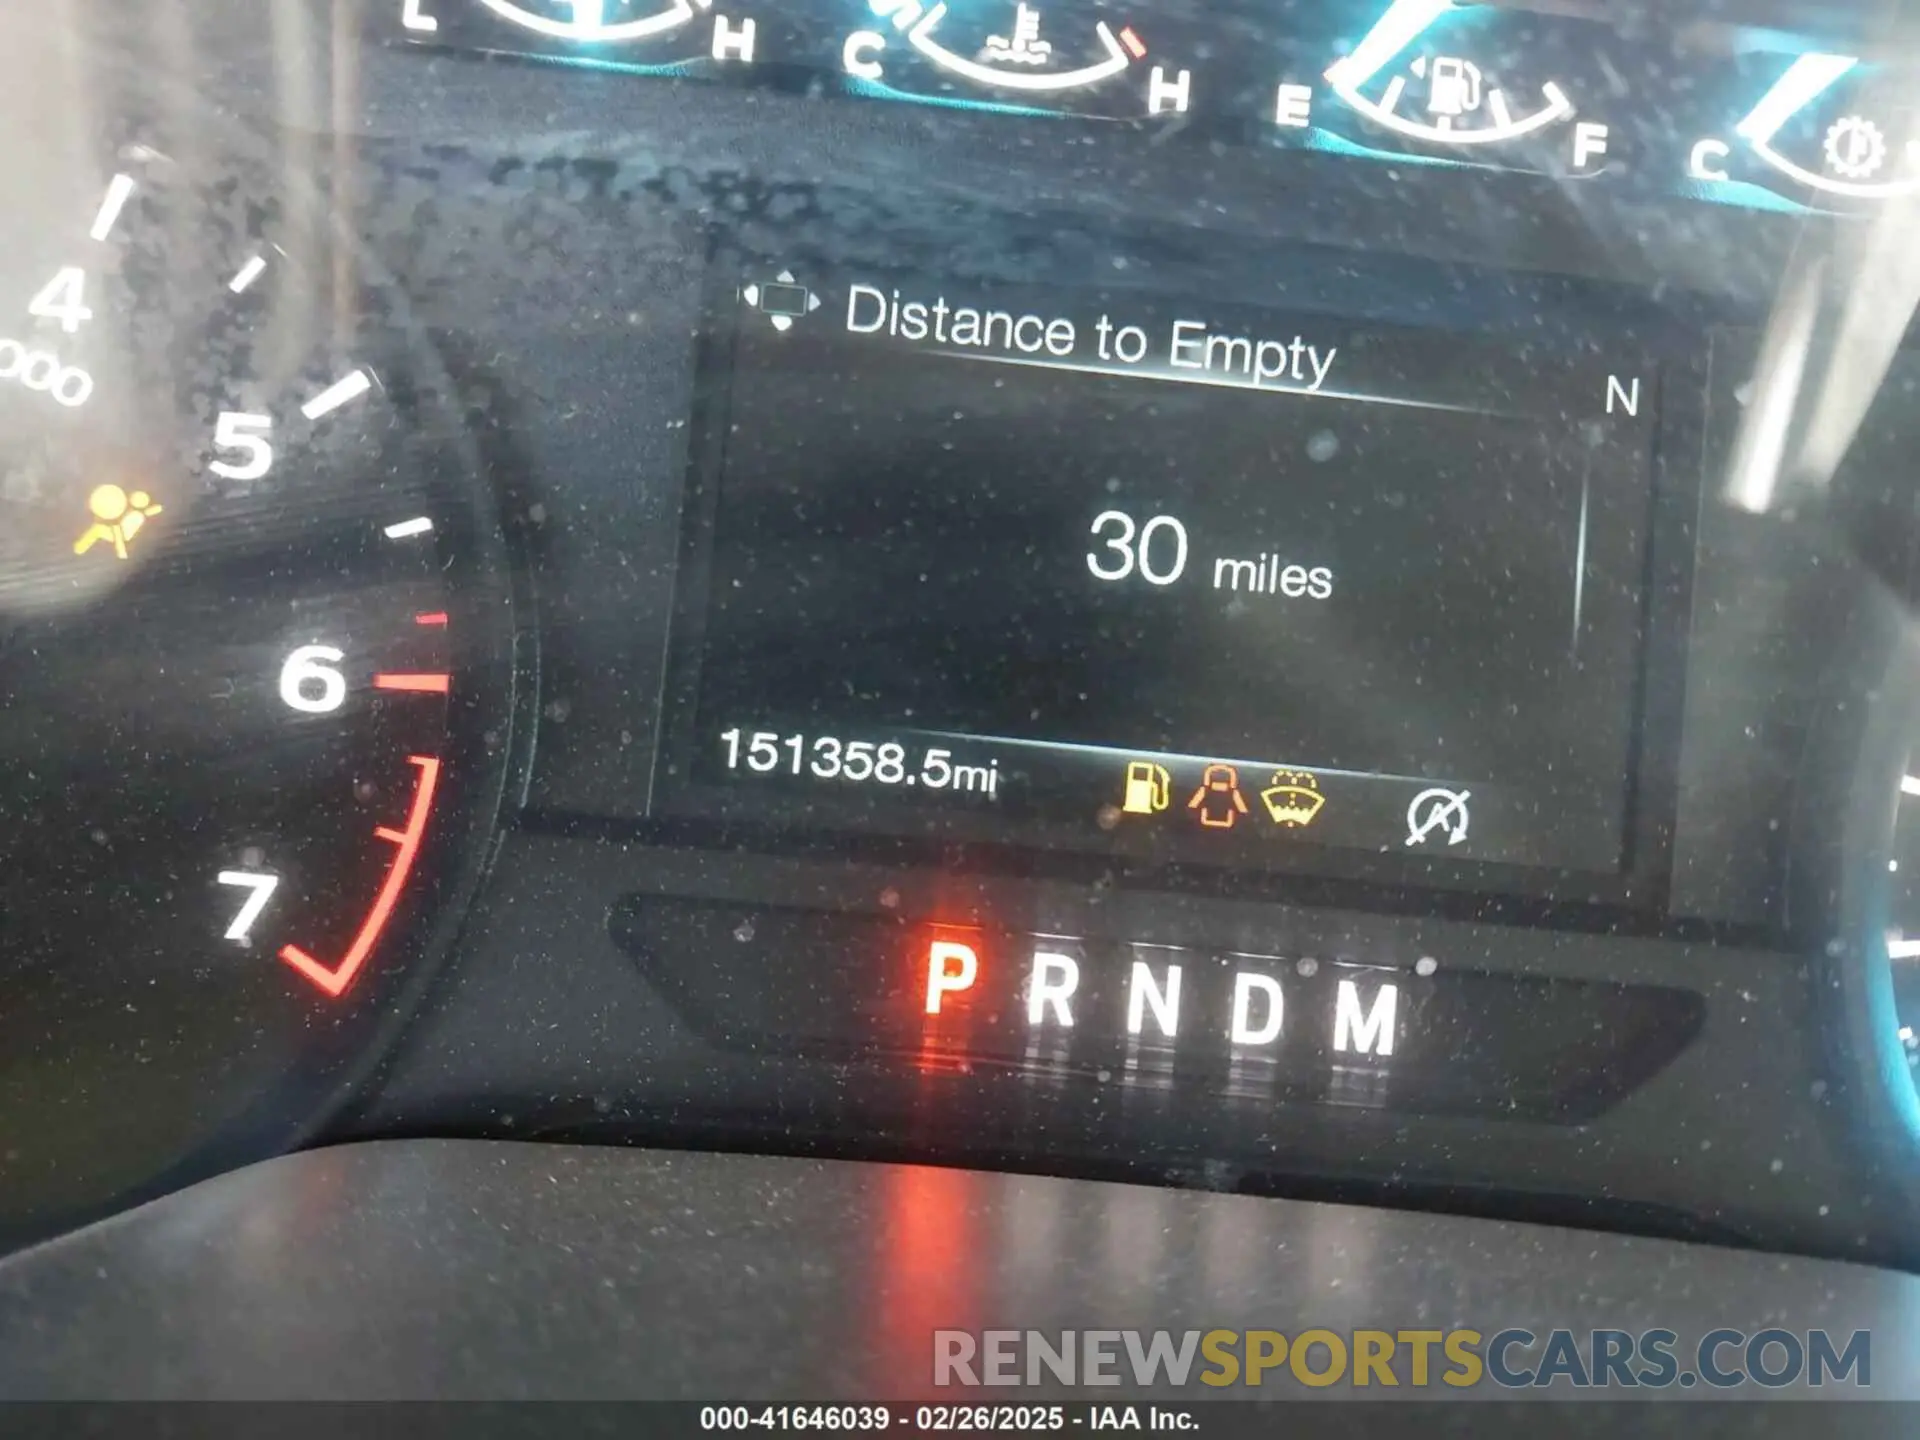 L H C H E F C
4
000
5
6
7
Distance to Empty
N
30 miles
151358.5mi
P R N D M
RENEWSPORTSCARS.COM
000-41646039 - 02/26/2025 - IAA Inc.